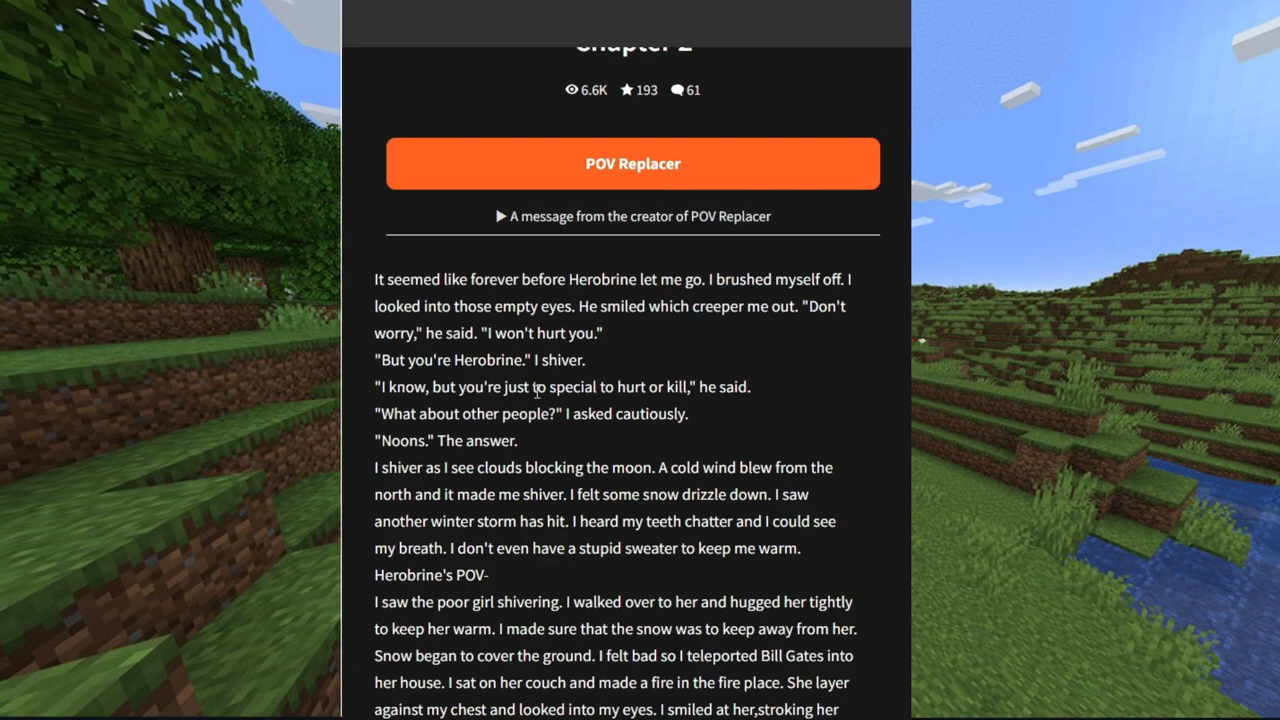 Chapter 2
6.6K 193 61
POV Replacer
▶ A message from the creator of POV Replacer
It seemed like forever before Herobrine let me go. I brushed myself off. I
looked into those empty eyes. He smiled which creeper me out. "Don't
worry," he said. "I won't hurt you."
"But you're Herobrine." I shiver.
"I know, but you're just to special to hurt or kill," he said.
"What about other people?" I asked cautiously.
"Noons." The answer.
I shiver as I see clouds blocking the moon. A cold wind blew from the
north and it made me shiver. I felt some snow drizzle down. I saw
another winter storm has hit. I heard my teeth chatter and I could see
my breath. I don't even have a stupid sweater to keep me warm.
Herobrine's POV-
I saw the poor girl shivering. I walked over to her and hugged her tightly
to keep her warm. I made sure that the snow was to keep away from her.
Snow began to cover the ground. I felt bad so I teleported Bill Gates into
her house. I sat on her couch and made a fire in the fire place. She layer
against my chest and looked into my eyes. I smiled at her,stroking her